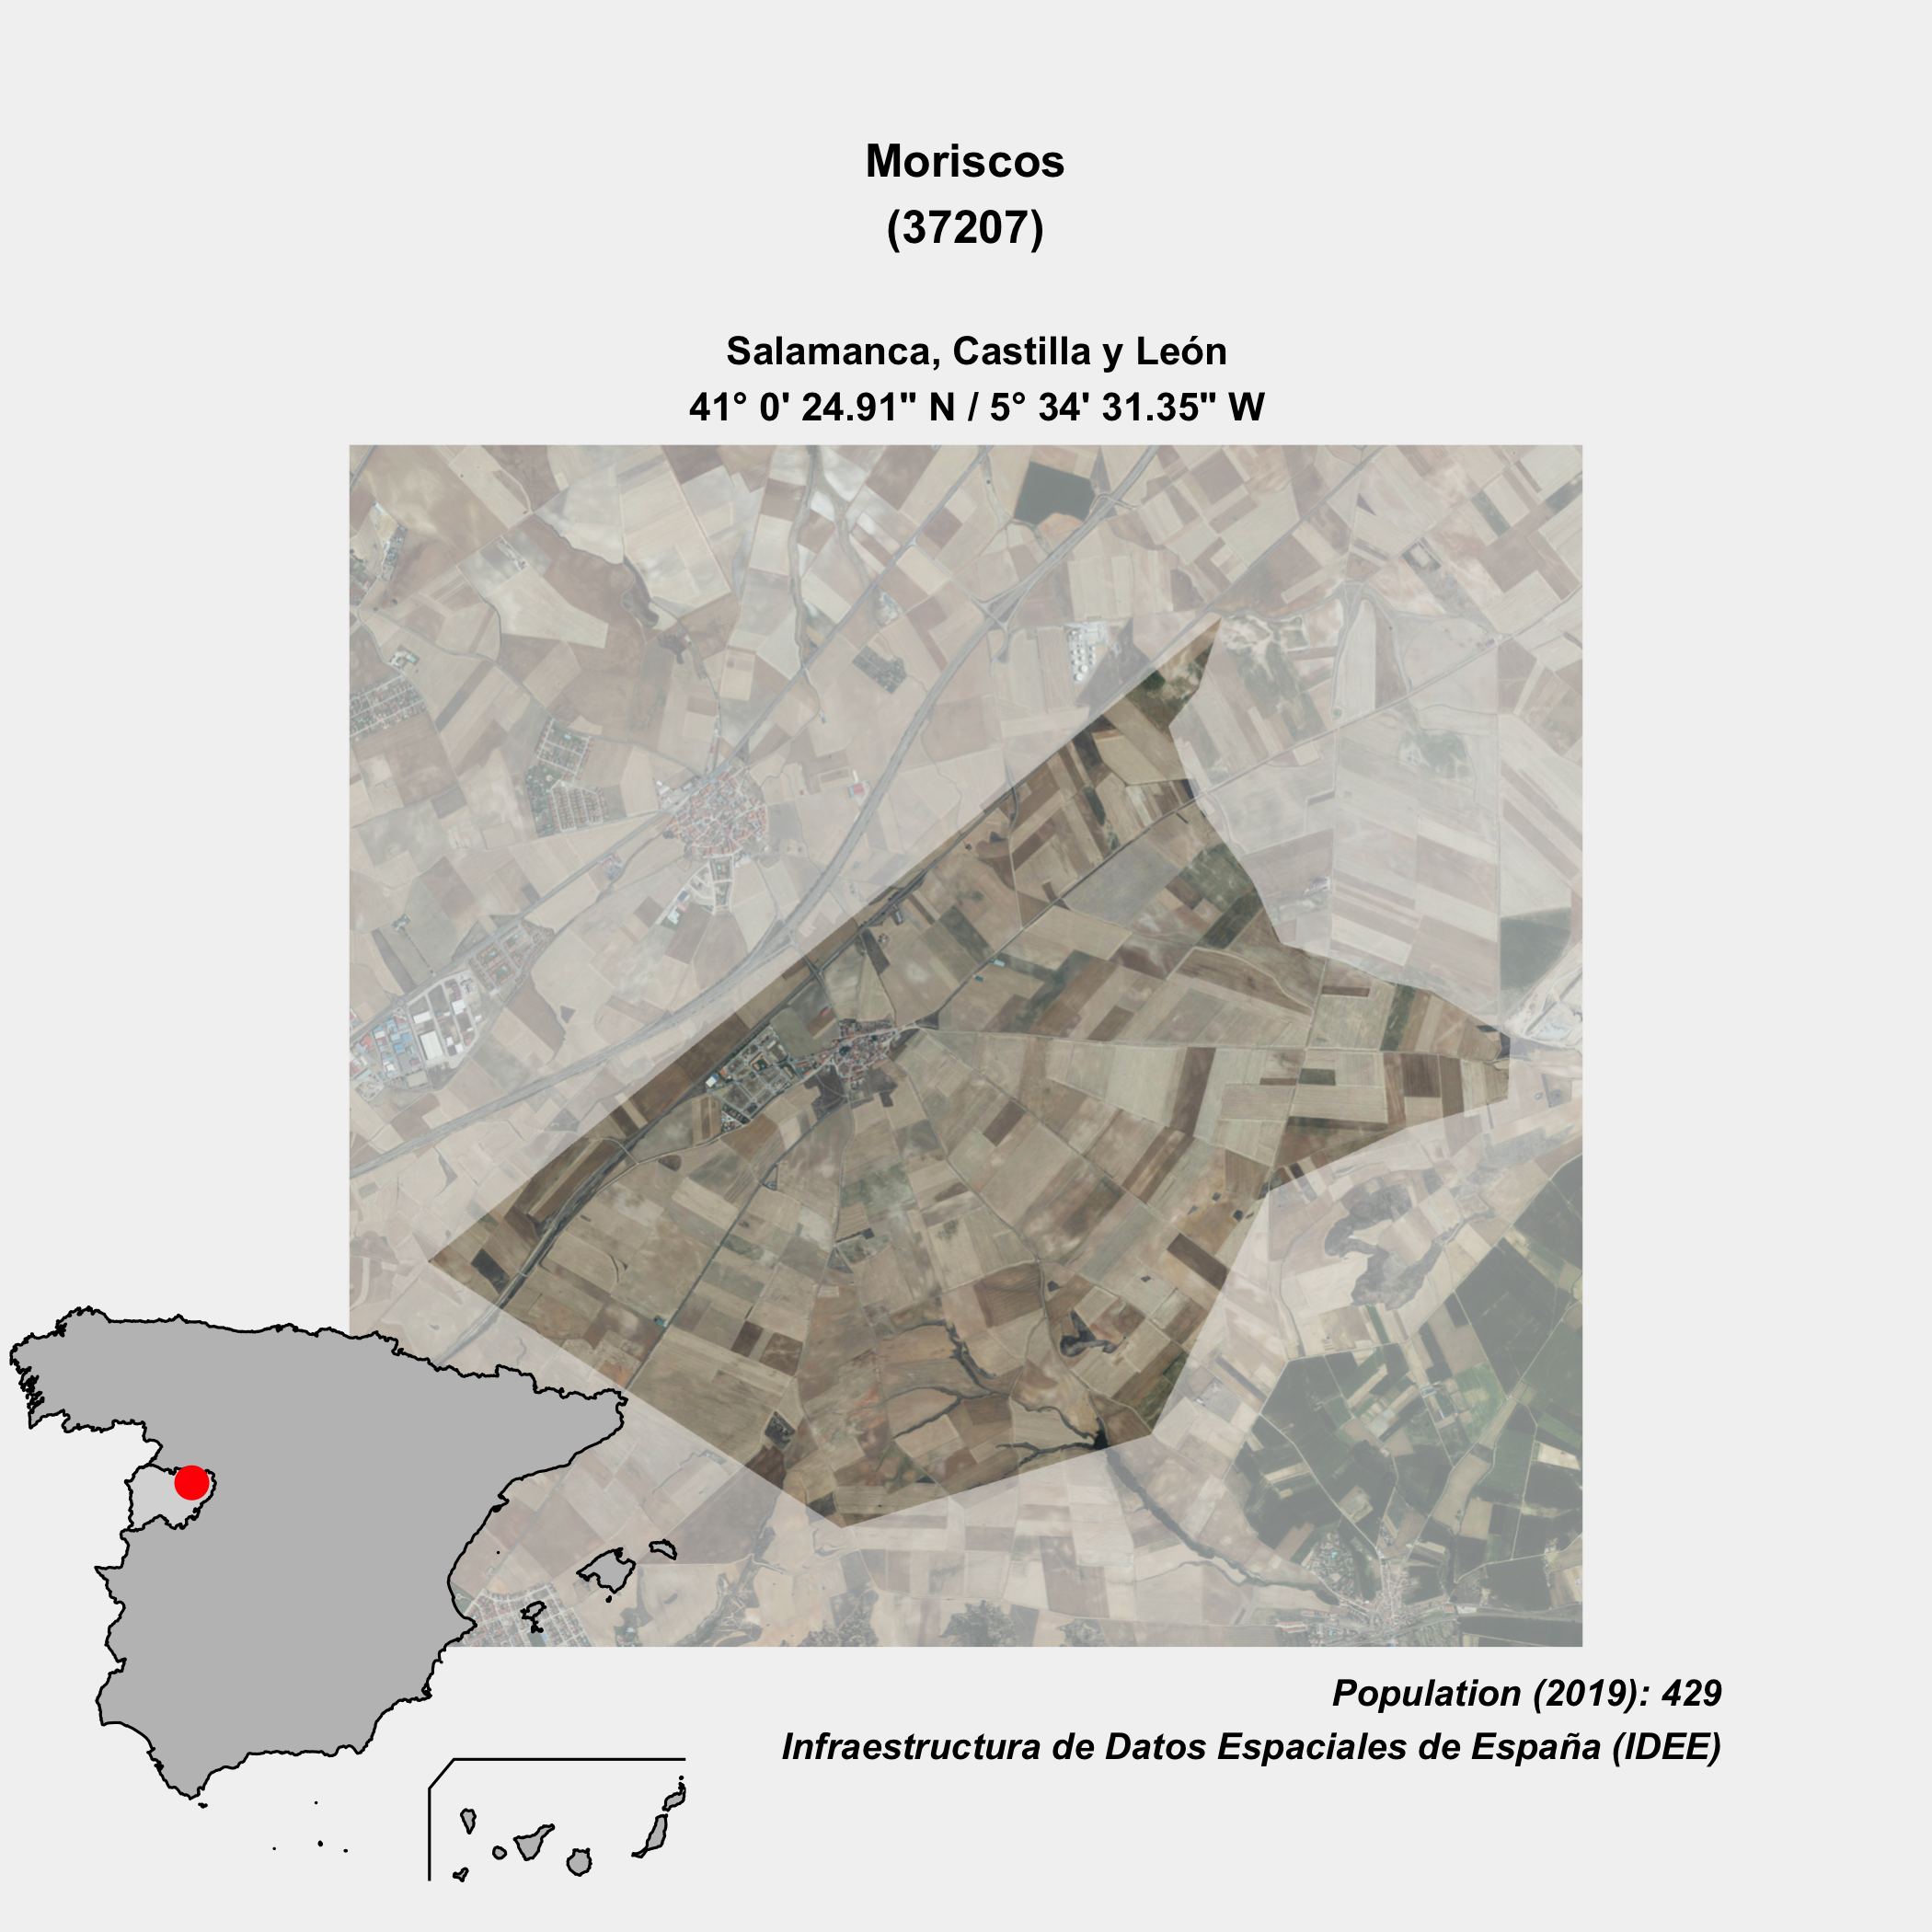 Moriscos
(37207)
Salamanca, Castilla y León
41° 0' 24.91" N / 5° 34' 31.35" W
Population (2019): 429
Infraestructura de Datos Espaciales de España (IDEE)